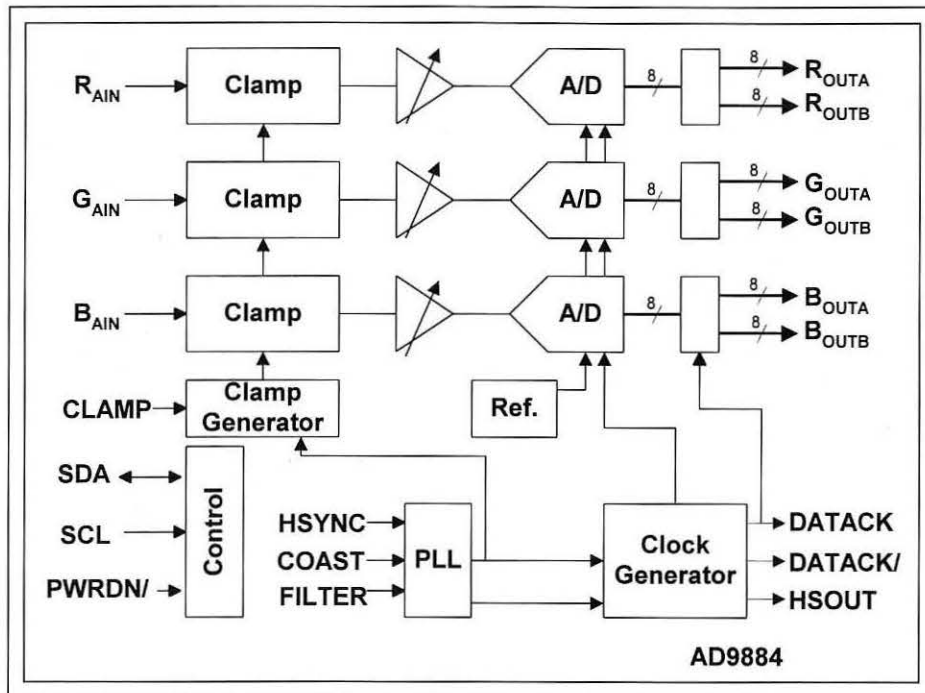 R_AIN Clamp A/D 8 8 R_OUTA
8 R_OUTB
G_AIN Clamp A/D 8 8 G_OUTA
8 G_OUTB
B_AIN Clamp A/D 8 8 B_OUTA
8 B_OUTB
CLAMP Clamp Generator Ref.
SDA
SCL
PWRDN/
Control
HSYNC
COAST
FILTER
PLL
Clock
Generator
DATACK
DATACK/
HSOUT
AD9884